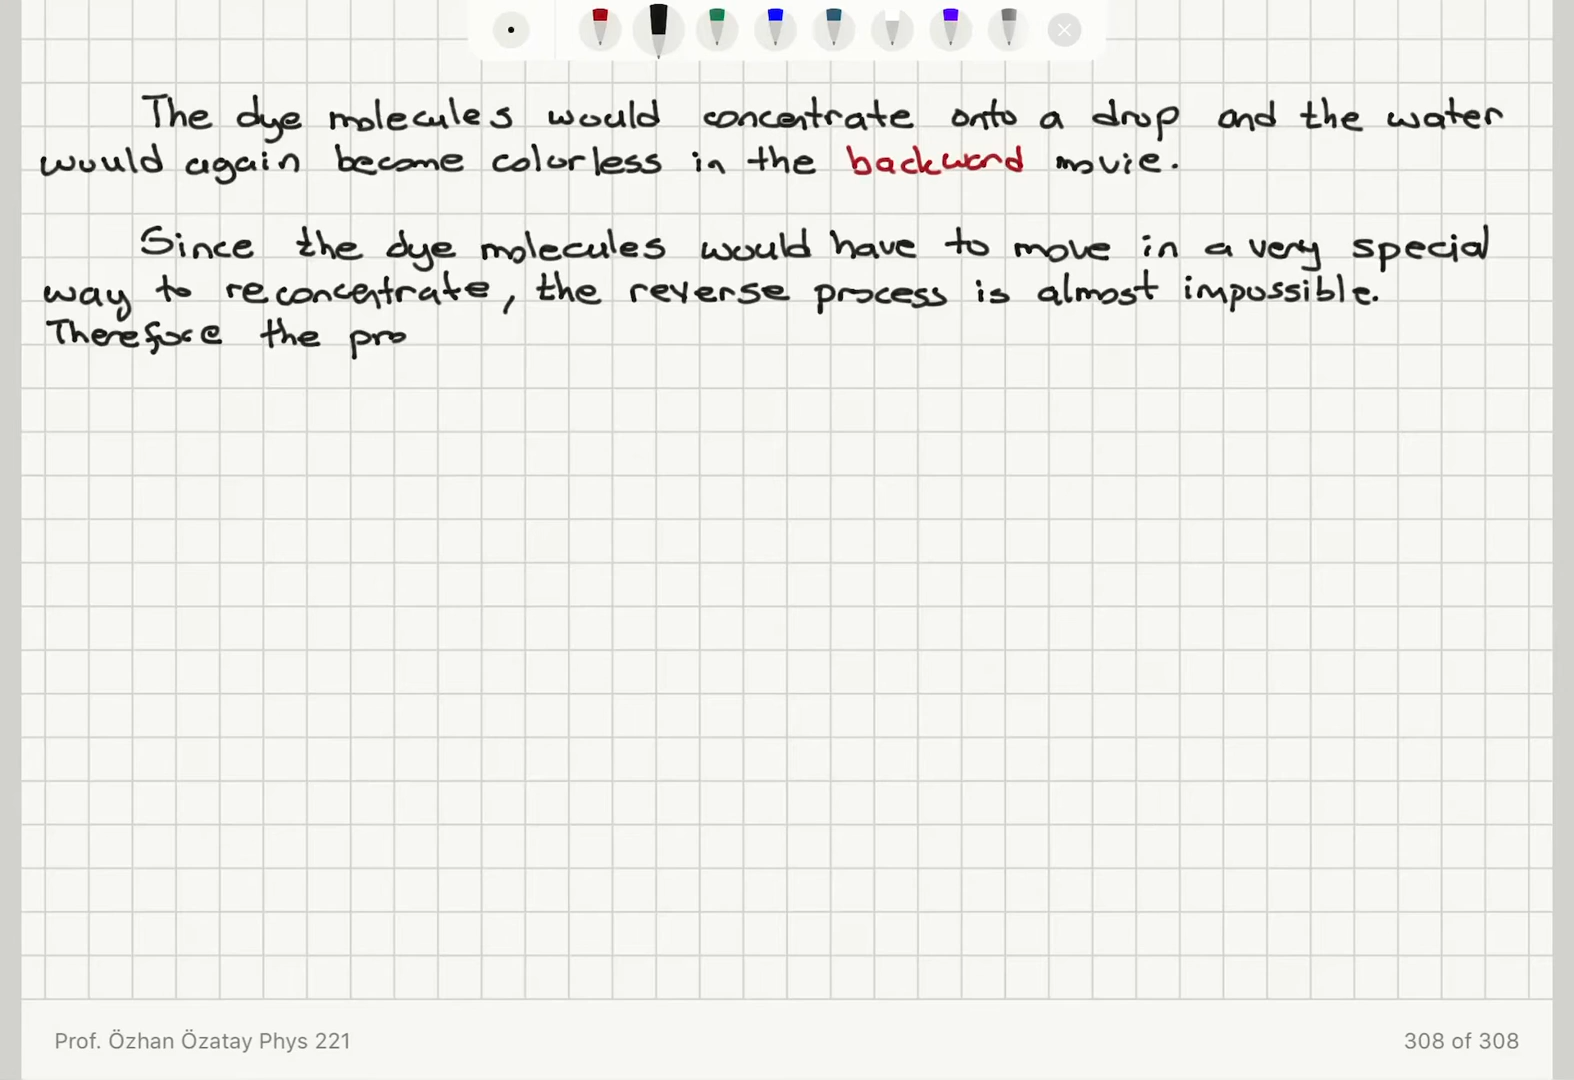 The dye molecules would concentrate onto a drop and the water
would again become colorless in the backward movie.
Since the dye molecules would have to move in a very special
way to reconcentrate, the reverse process is almost impossible.
Therefore the pro
Prof. Özhan Özatay Phys 221
308 of 308